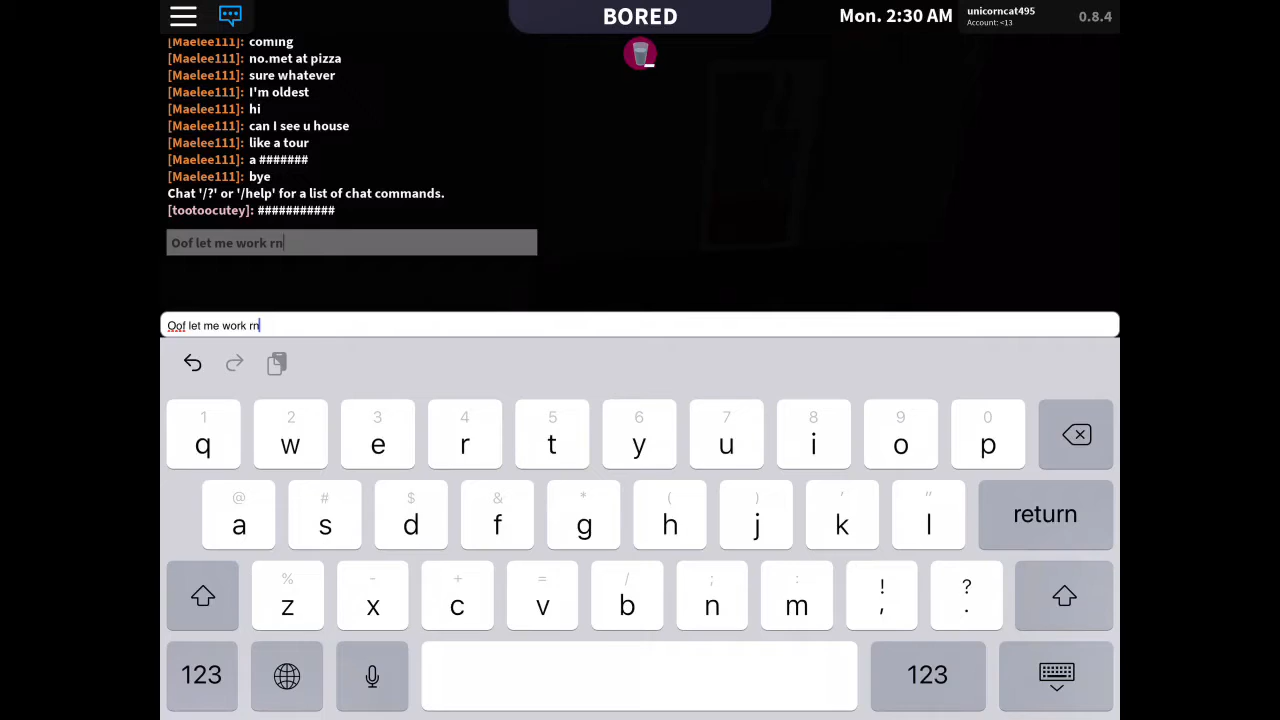 BORED
Mon. 2:30 AM
unicorncat495
Account: <13
0.8.4
[Maelee111]: coming
[Maelee111]: no.met at pizza
[Maelee111]: sure whatever
[Maelee111]: I'm oldest
[Maelee111]: hi
[Maelee111]: can I see u house
[Maelee111]: like a tour
[Maelee111]: a #######
[Maelee111]: bye
Chat '/?' or '/help' for a list of chat commands.
[tootoocutey]: ###########
Oof let me work rn
Oof let me work rn
1 2 3 4 5 6 7 8 9 0
q w e r t y u i o p
@ # $ & * ( ) ' "
a s d f g h j k l return
% - + = / ; : ! ?
z x c v b n m , .
123 123